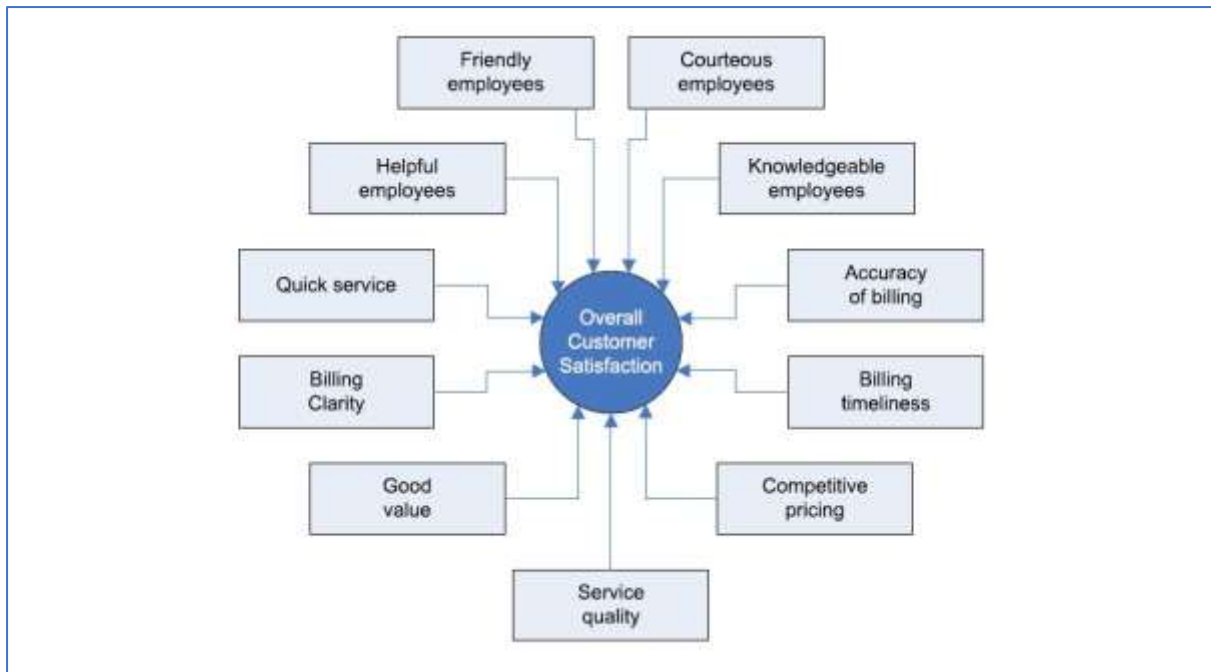 Friendly
employees
Courteous
employees
Helpful
employees
Knowledgeable
employees
Quick service
Accuracy
of billing
Overall
Customer
Satisfaction
Billing
Clarity
Billing
timeliness
Good
value
Competitive
pricing
Service
quality